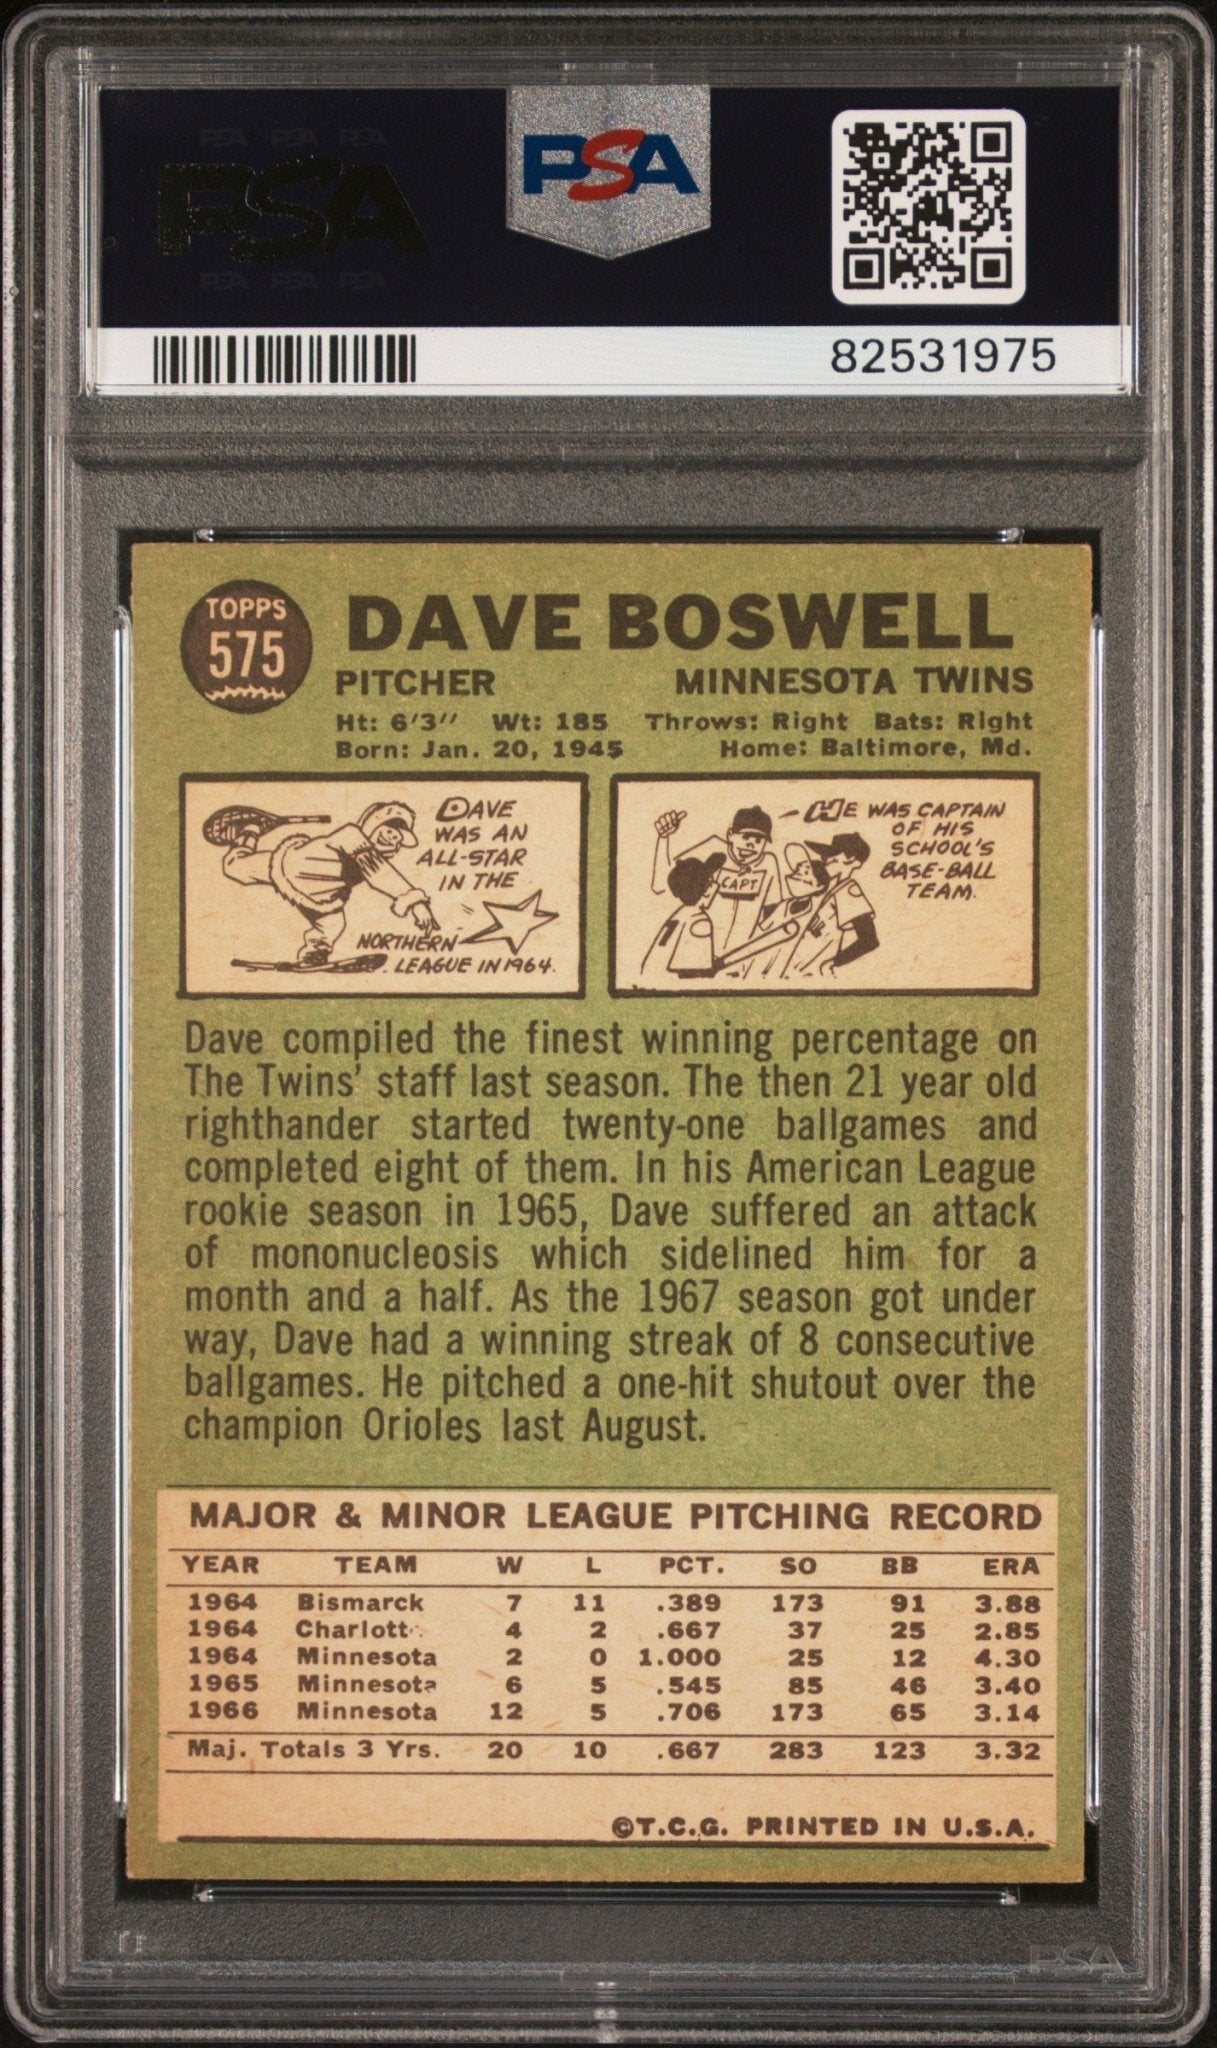 PSA PSA PSA
PSA
PSA PSA PSA
PSA
82531975
TOPPS
575
DAVE BOSWELL
PITCHER MINNESOTA TWINS
Ht: 6'3'' Wt: 185 Throws: Right Bats: Right
Born: Jan. 20, 1945 Home: Baltimore, Md.
DAVE
WAS AN
ALL-STAR
IN THE
NORTHERN
LEAGUE IN 1964.
- HE WAS CAPTAIN
OF HIS
SCHOOL'S
BASE-BALL
TEAM.
CAPT
1
Dave compiled the finest winning percentage on
The Twins' staff last season. The then 21 year old
righthander started twenty-one ballgames and
completed eight of them. In his American League
rookie season in 1965, Dave suffered an attack
of mononucleosis which sidelined him for a
month and a half. As the 1967 season got under
way, Dave had a winning streak of 8 consecutive
ballgames. He pitched a one-hit shutout over the
champion Orioles last August.
MAJOR & MINOR LEAGUE PITCHING RECORD
YEAR TEAM W L PCT. SO BB ERA
1964 Bismarck 7 11 .389 173 91 3.88
1964 Charlott 4 2 .667 37 25 2.85
1964 Minnesota 2 0 1.000 25 12 4.30
1965 Minnesota 6 5 .545 85 46 3.40
1966 Minnesota 12 5 .706 173 65 3.14
Maj. Totals 3 Yrs. 20 10 .667 283 123 3.32
©T.C.G. PRINTED IN U.S.A.
PSA